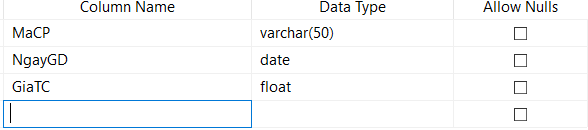 Column Name Data Type Allow Nulls
MaCP varchar(50)
NgayGD date
GiaTC float